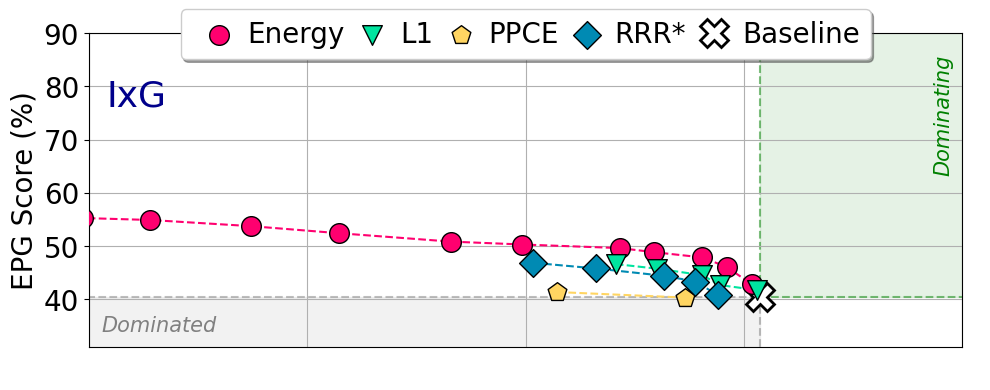 Energy L1 PPCE RRR* Baseline
90
80
70
60
50
40
EPG Score (%)
IxG
Dominating
Dominated